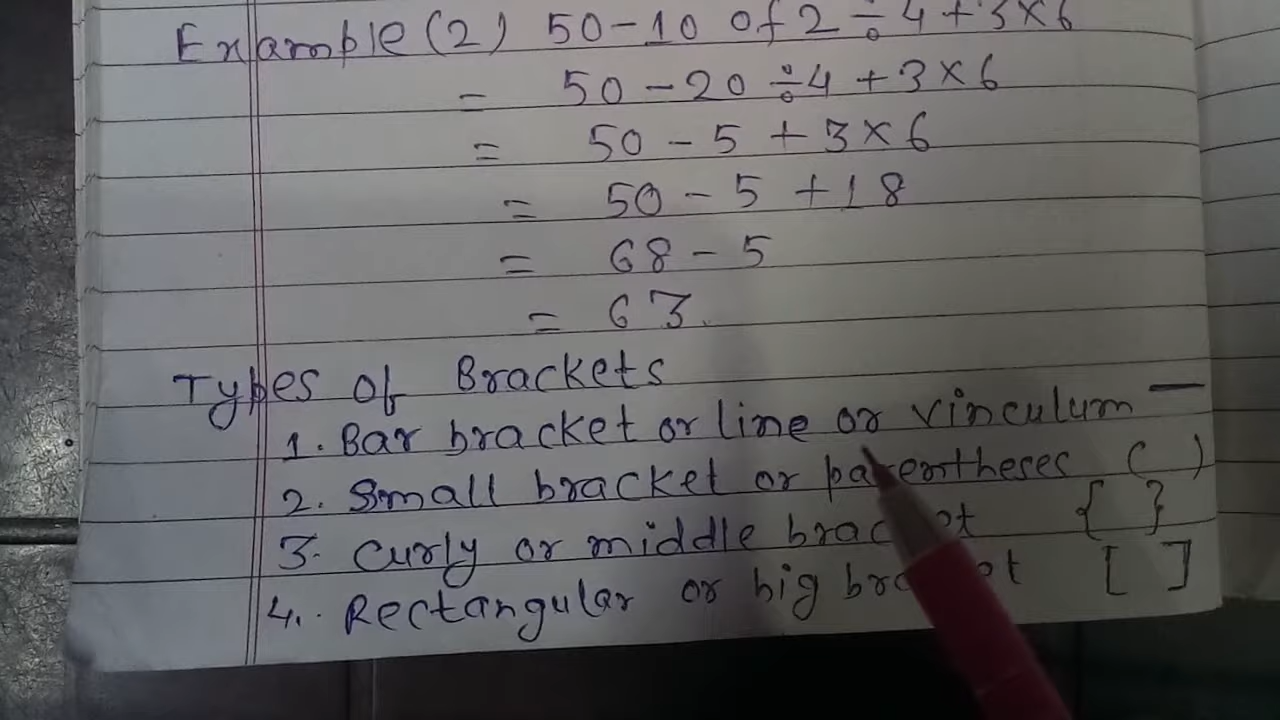 Example (2) 50 - 10 of 2 ÷ 4 + 3 × 6
= 50 - 20 ÷ 4 + 3 × 6
= 50 - 5 + 3 × 6
= 50 - 5 + 18
= 68 - 5
= 63.
Types of Brackets
1. Bar bracket or line or vinculum —
2. Small bracket or parentheses ( )
3. Curly or middle bracket { }
4. Rectangular or big bracket [ ]